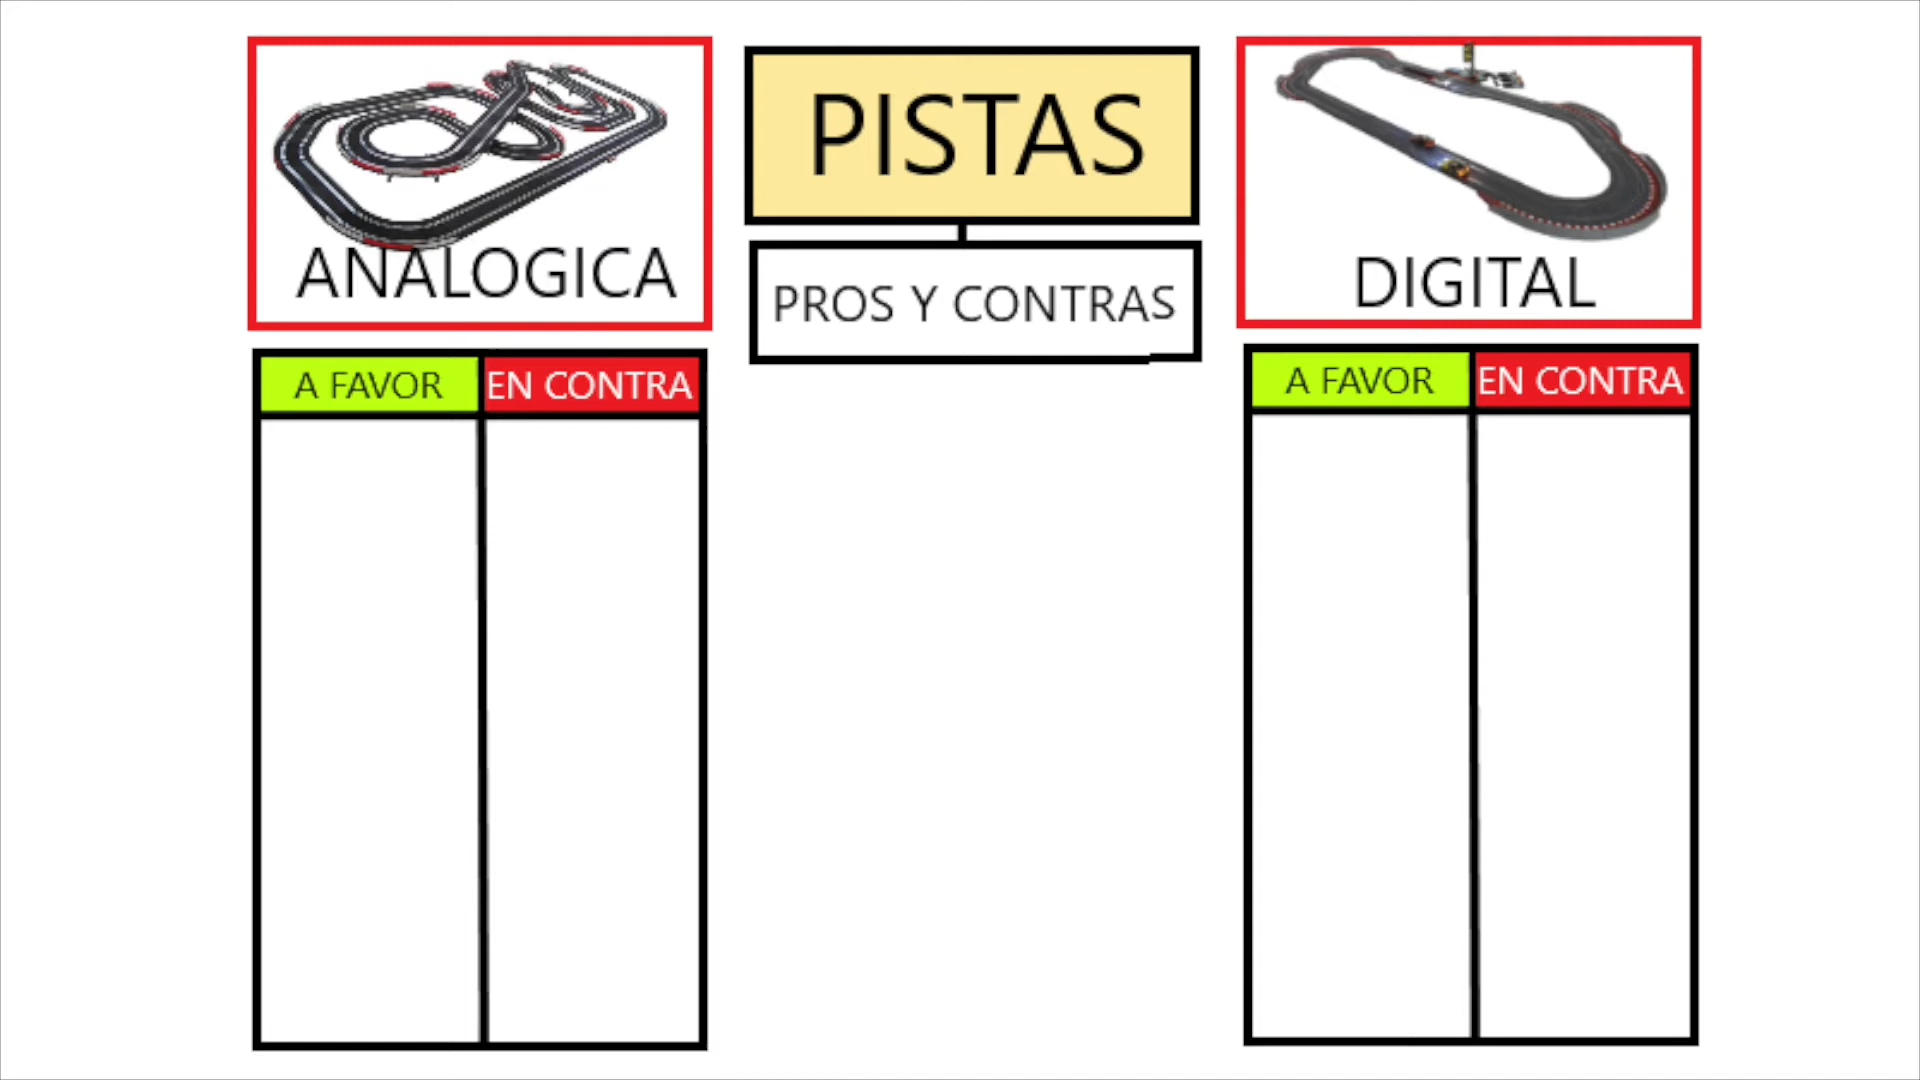 PISTAS
PROS Y CONTRAS
ANALOGICA
A FAVOR
EN CONTRA
DIGITAL
A FAVOR
EN CONTRA